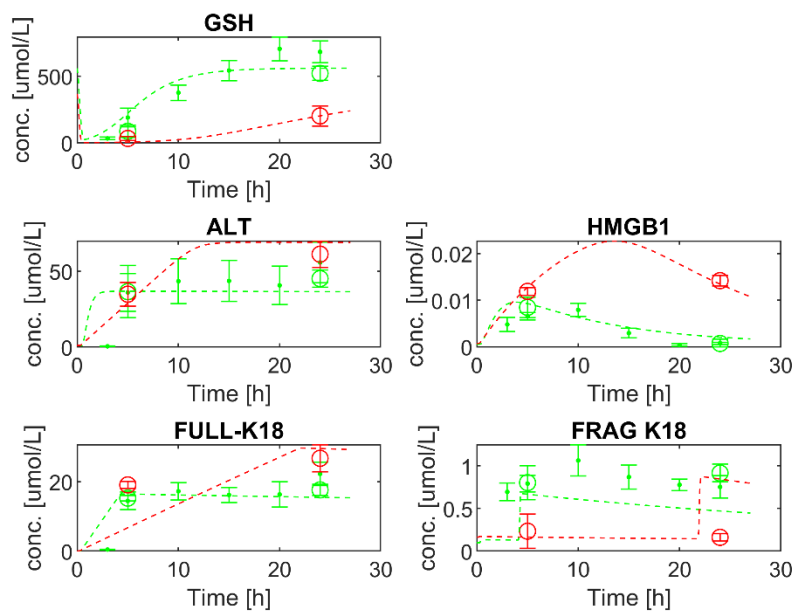 GSH
conc. [umol/L]
500
0
0 10 20 30
Time [h]
ALT
conc. [umol/L]
50
0
0 10 20 30
Time [h]
HMGB1
conc. [umol/L]
0.02
0.01
0
0 10 20 30
Time [h]
FULL-K18
conc. [umol/L]
20
0
0 10 20 30
Time [h]
FRAG K18
conc. [umol/L]
1
0.5
0
0 10 20 30
Time [h]